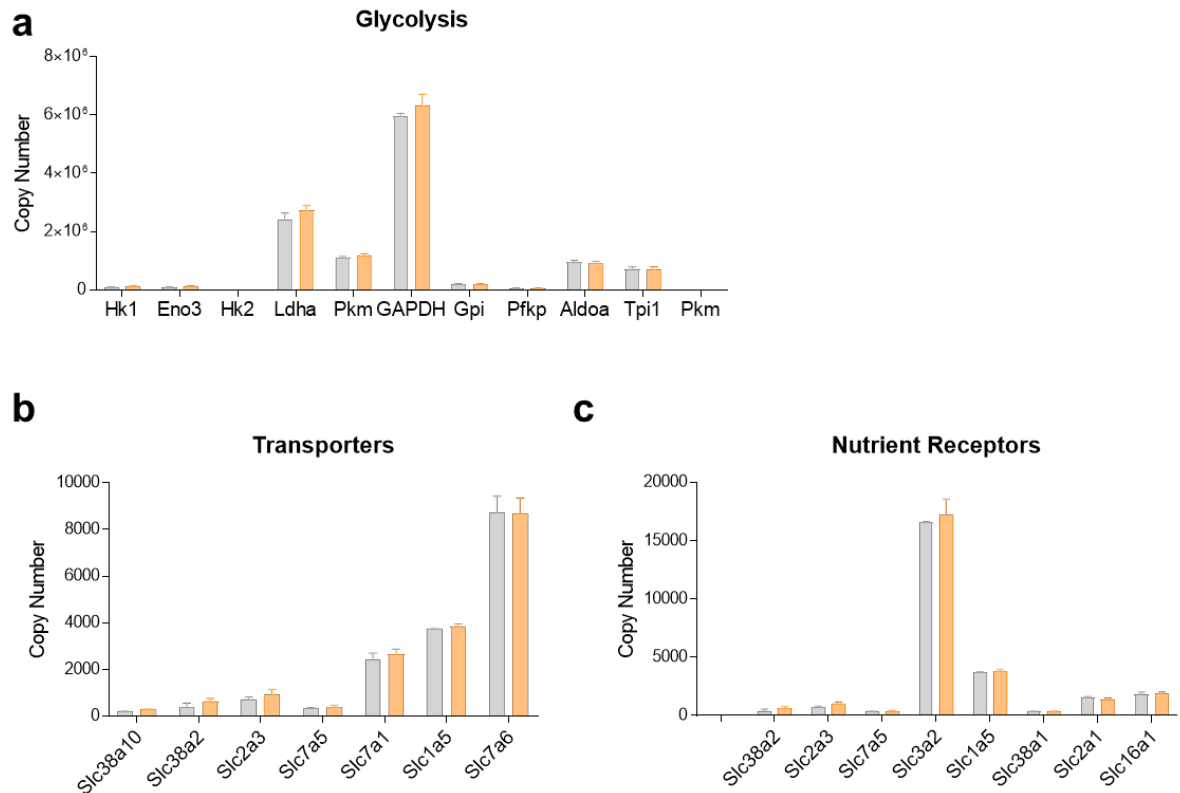 a
Glycolysis
Copy Number
8×10⁶
6×10⁶
4×10⁶
2×10⁶
0
Hk1 Eno3 Hk2 Ldha Pkm GAPDH Gpi Pfkp Aldoa Tpi1 Pkm
b
Transporters
Copy Number
10000
8000
6000
4000
2000
0
Slc38a10 Slc38a2 Slc2a3 Slc7a5 Slc7a1 Slc1a5 Slc7a6
c
Nutrient Receptors
Copy Number
20000
15000
10000
5000
0
Slc38a2 Slc2a3 Slc7a5 Slc3a2 Slc1a5 Slc38a1 Slc2a1 Slc16a1